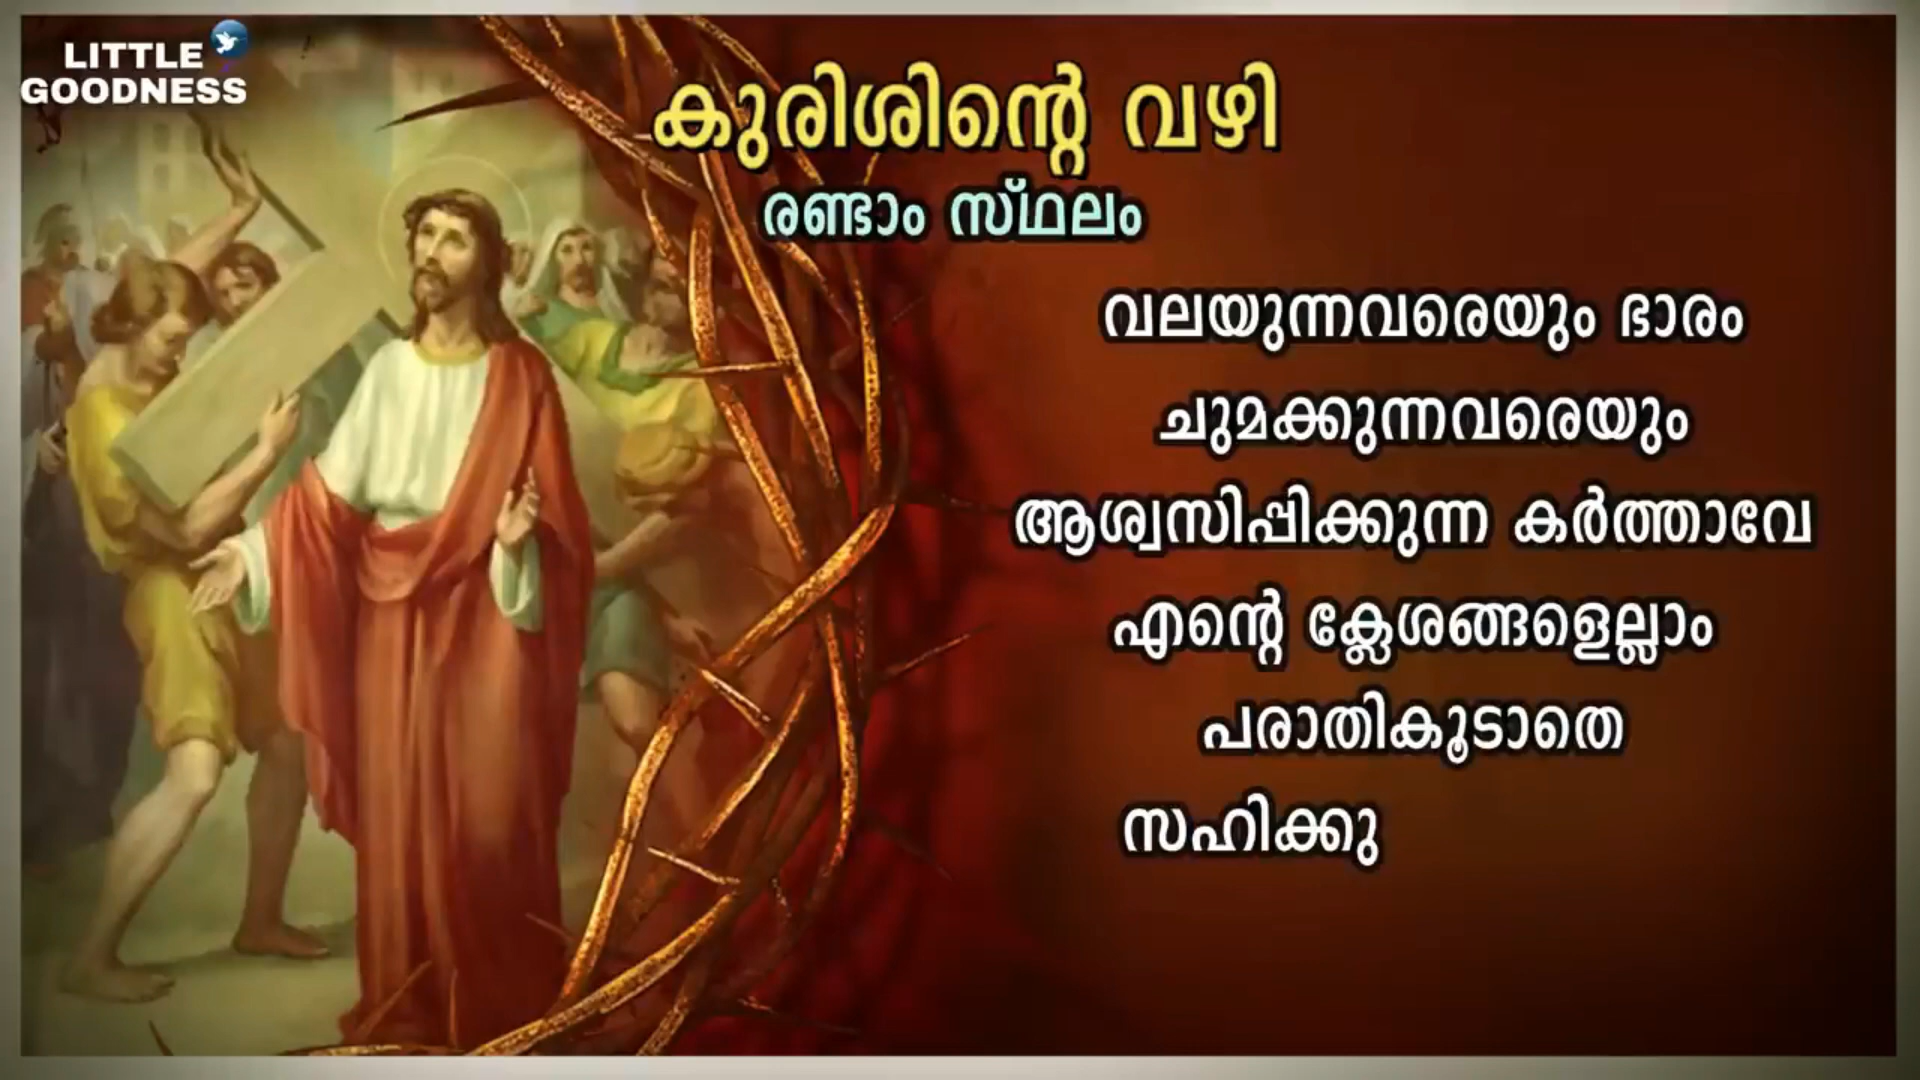 LITTLE
GOODNESS
കുരിശിന്റെ വഴി
രണ്ടാം സ്ഥലം
വലയുന്നവരെയും ഭാരം
ചുമക്കുന്നവരെയും
ആശ്വസിപ്പിക്കുന്ന കർത്താവേ
എന്റെ ക്ലേശങ്ങളെല്ലാം
പരാതികൂടാതെ
സഹിക്കു